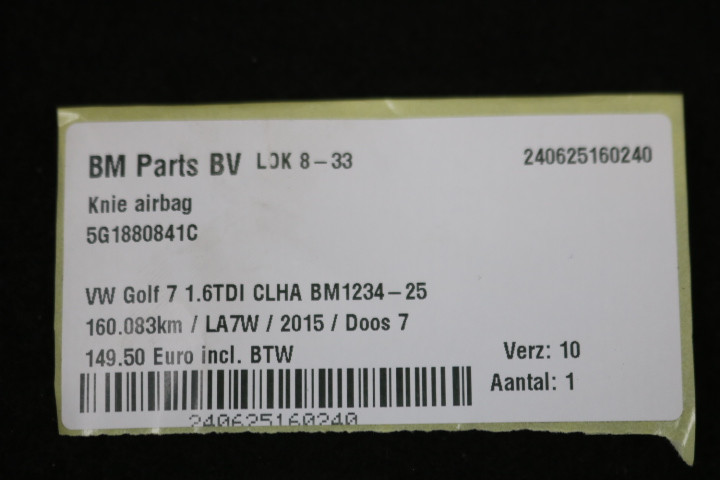 BM Parts BV LOK 8-33 240625160240
Knie airbag
5G1880841C
VW Golf 7 1.6TDI CLHA BM1234-25
160.083km / LA7W / 2015 / Doos 7
149.50 Euro incl. BTW Verz: 10
Aantal: 1
240625160240